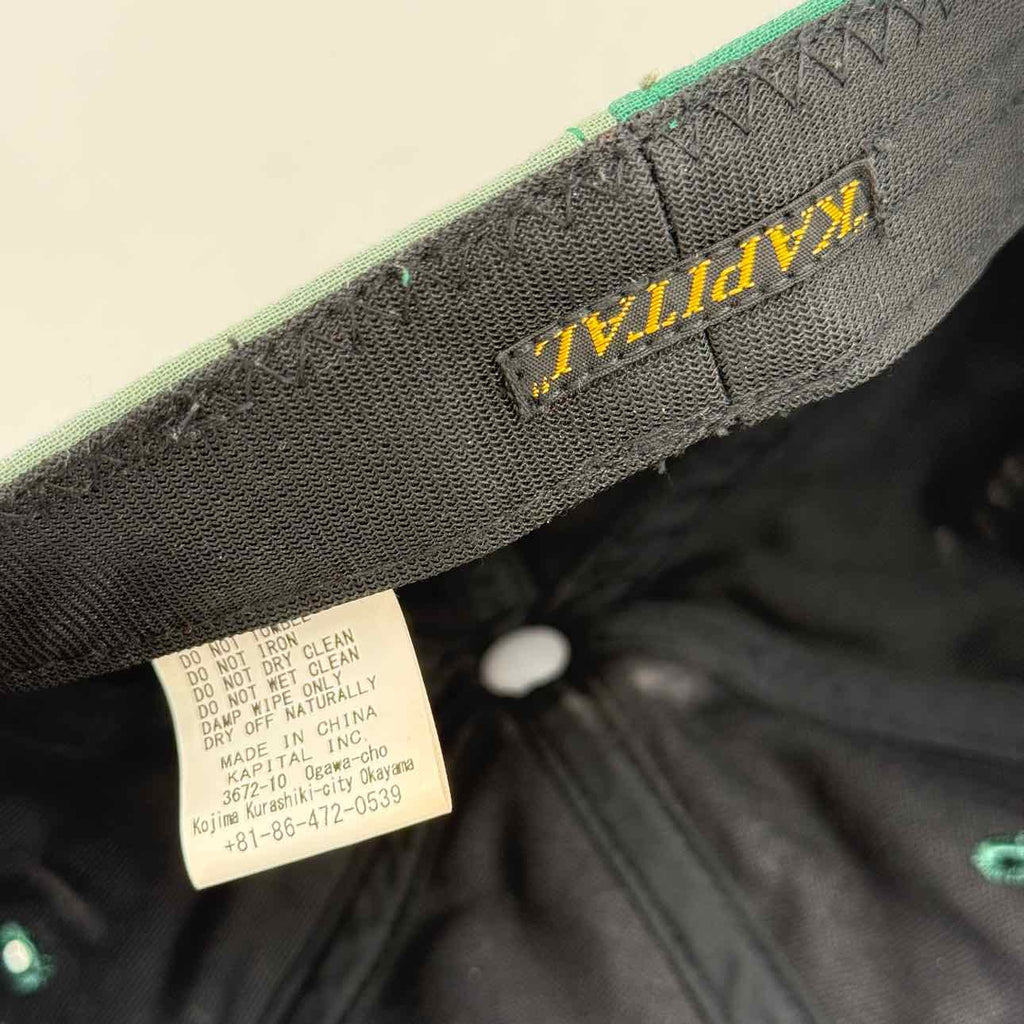 "KAPITAL"
DO NOT TUMBLE
DO NOT IRON
DO NOT DRY CLEAN
DO NOT WET CLEAN
DAMP WIPE ONLY
DRY OFF NATURALLY
MADE IN CHINA
KAPITAL INC.
3672-10 Ogawa-cho
Kojima Kurashiki-city Okayama
+81-86-472-0539